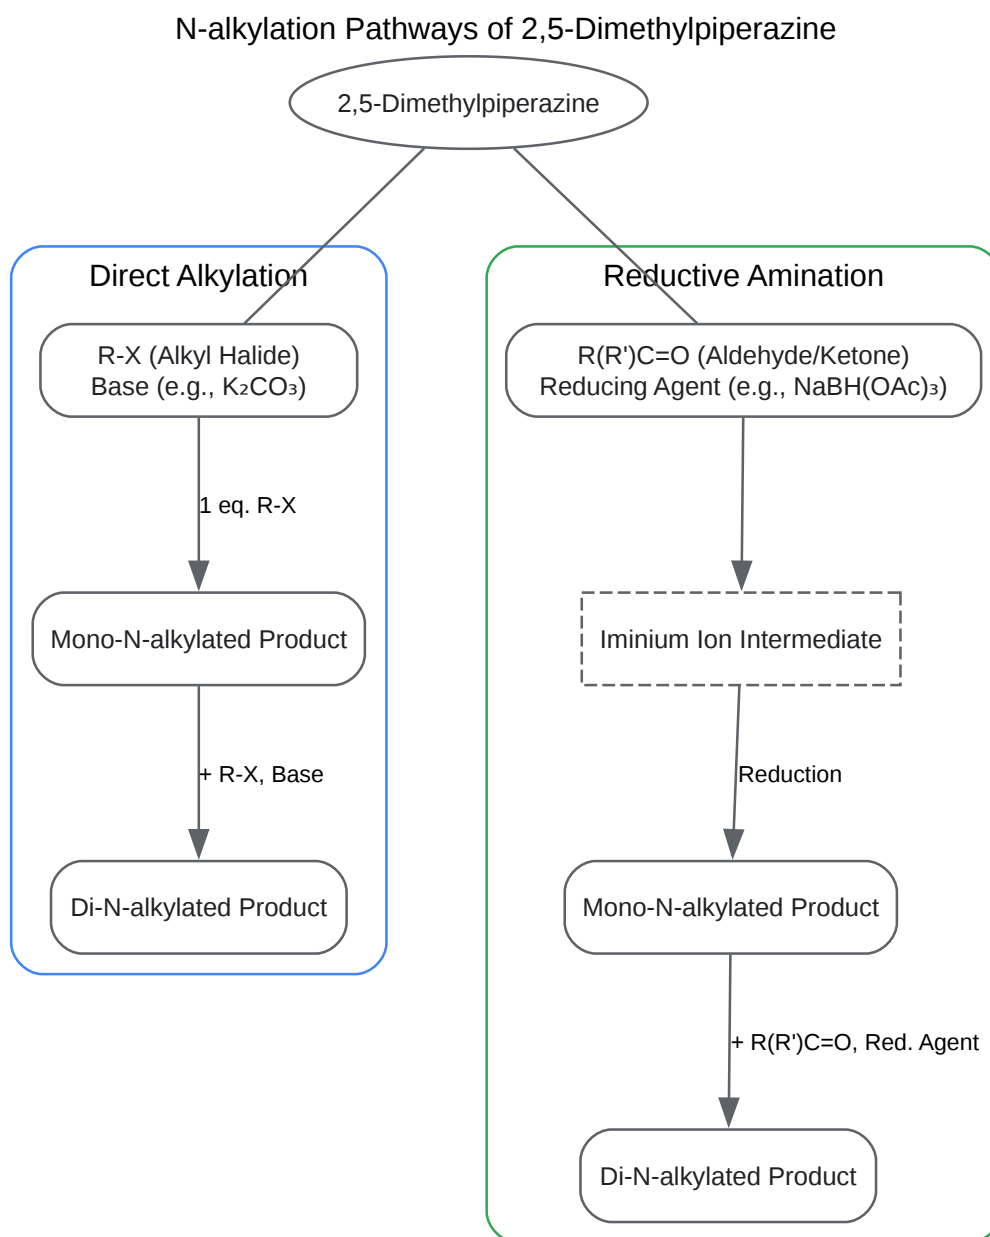 N-alkylation Pathways of 2,5-Dimethylpiperazine
2,5-Dimethylpiperazine
Direct Alkylation
R-X (Alkyl Halide)
Base (e.g., K₂CO₃)
1 eq. R-X
Mono-N-alkylated Product
+ R-X, Base
Di-N-alkylated Product
Reductive Amination
R(R')C=O (Aldehyde/Ketone)
Reducing Agent (e.g., NaBH(OAc)₃)
Iminium Ion Intermediate
Reduction
Mono-N-alkylated Product
+ R(R')C=O, Red. Agent
Di-N-alkylated Product